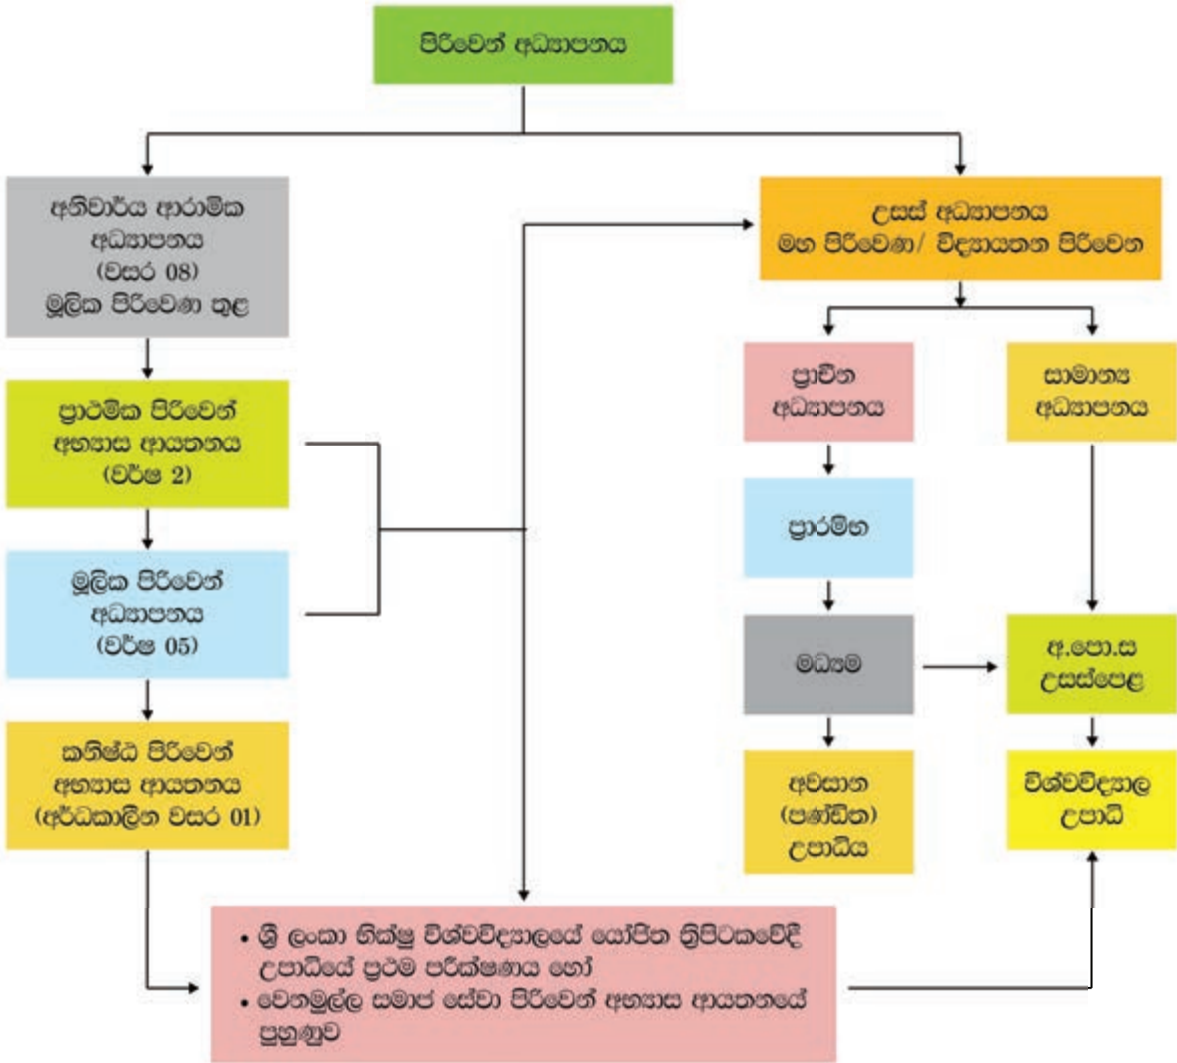 පිරිවෙන් අධ්‍යාපනය
අනිවාර්ය ආරාමික
අධ්‍යාපනය
(වසර 08)
මූලික පිරිවෙණ තුළ
ප්‍රාථමික පිරිවෙන්
අභ්‍යාස ආයතනය
(වර්ෂ 2)
මූලික පිරිවෙන්
අධ්‍යාපනය
(වර්ෂ 05)
කනිෂ්ඨ පිරිවෙන්
අභ්‍යාස ආයතනය
(අර්ධකාලීන වසර 01)
උසස් අධ්‍යාපනය
මහ පිරිවෙණ/ විද්‍යායතන පිරිවෙන
ප්‍රාචීන
අධ්‍යාපනය
ප්‍රාරම්භ
මධ්‍යම
අවසාන
(පණ්ඩිත)
උපාධිය
සාමාන්‍ය
අධ්‍යාපනය
අ.පො.ස
උසස්පෙළ
විශ්වවිද්‍යාල
උපාධි
• ශ්‍රී ලංකා භික්ෂු විශ්වවිද්‍යාලයේ යෝජිත ත්‍රිපිටකවේදී
උපාධියේ ප්‍රථම පරීක්ෂණය හෝ
• වෙනමුල්ල සමාජ සේවා පිරිවෙන් අභ්‍යාස ආයතනයේ
පුහුණුව